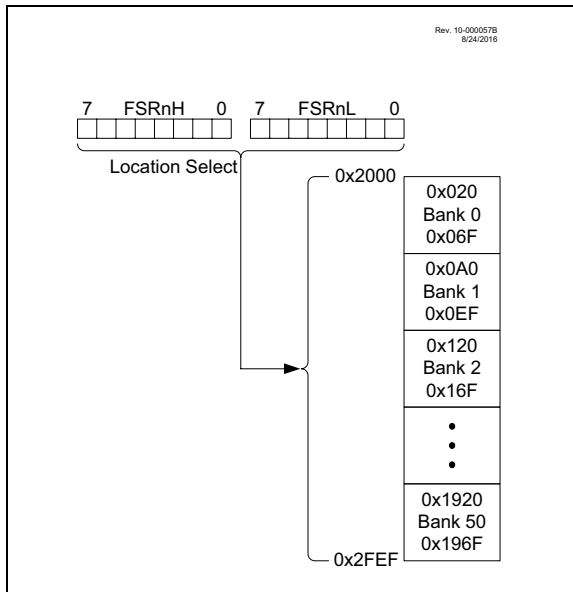 Rev. 10-000057B
8/24/2016
7 FSRnH 0 7 FSRnL 0
Location Select
0x2000
0x020
Bank 0
0x06F
0x0A0
Bank 1
0x0EF
0x120
Bank 2
0x16F
0x1920
Bank 50
0x196F
0x2FEF